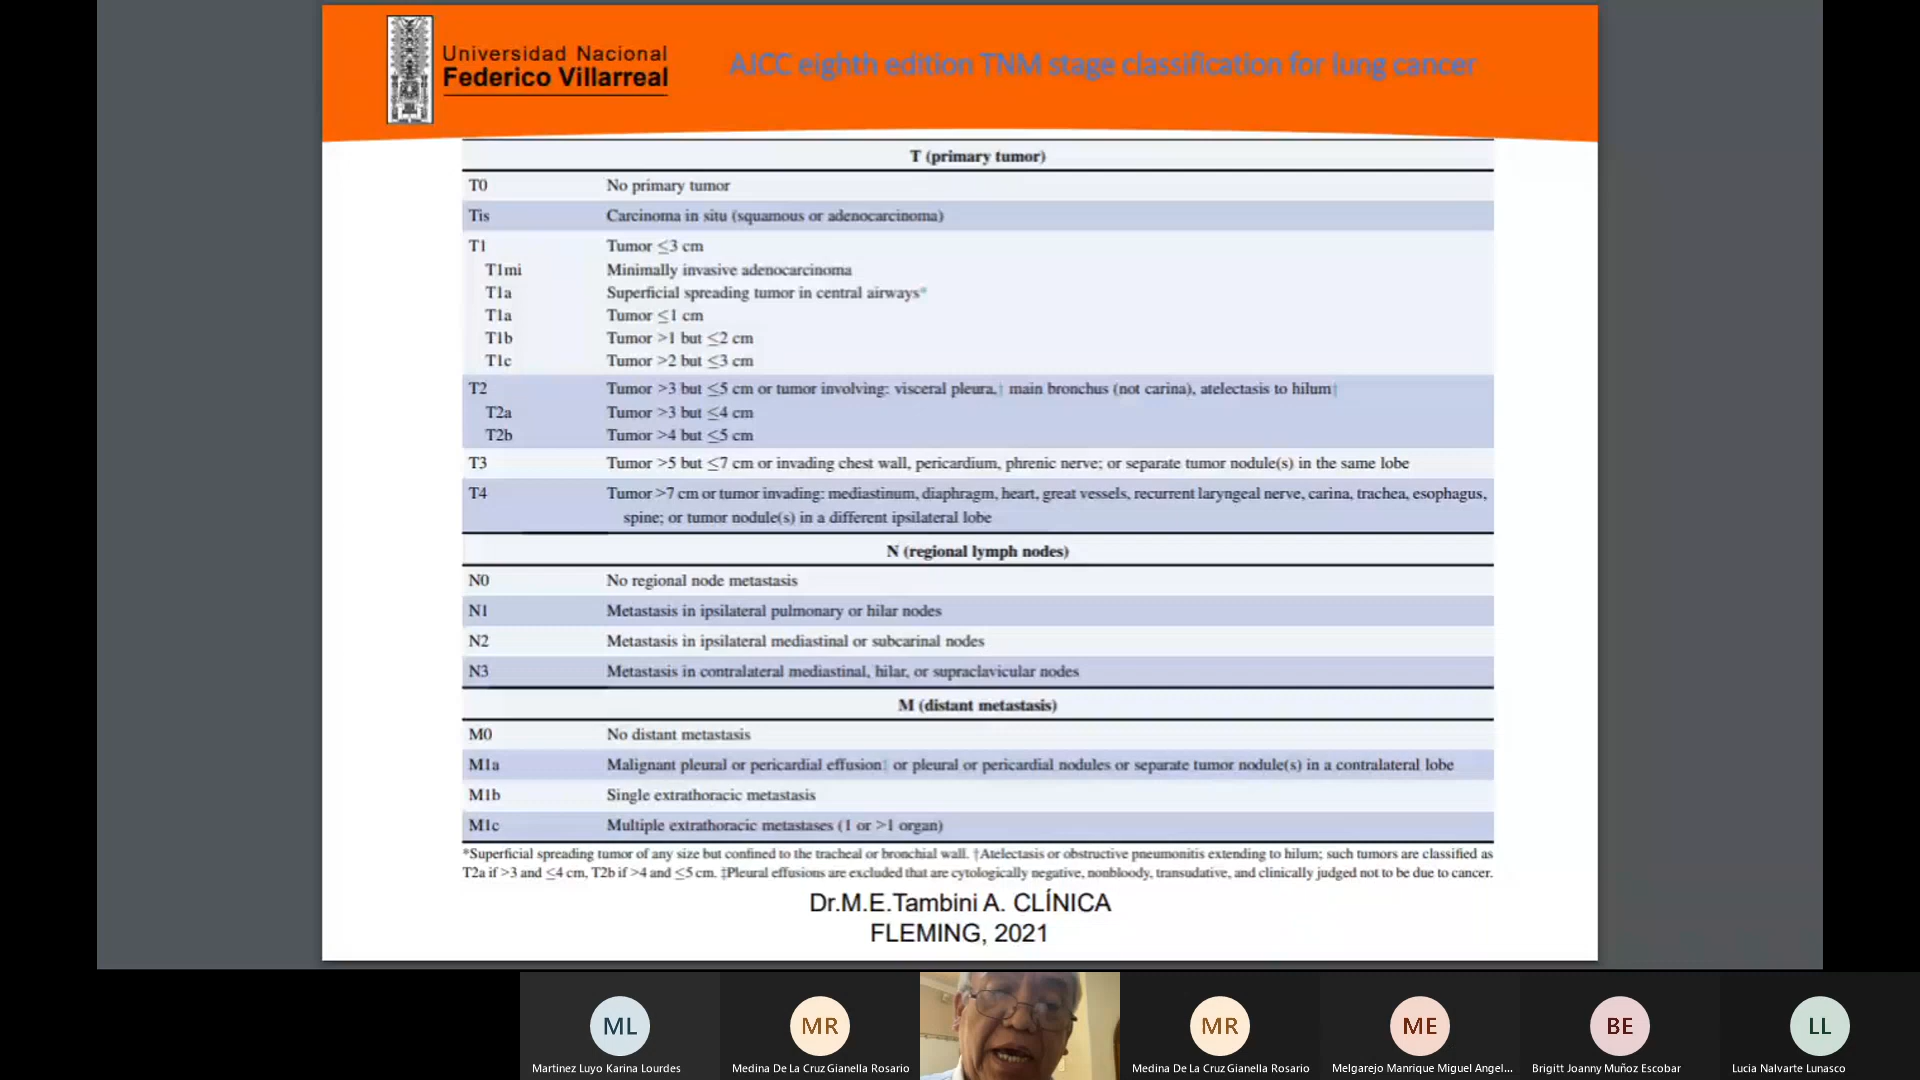 Universidad Nacional
Federico Villarreal
AJCC eighth edition TNM stage classification for lung cancer
T (primary tumor)
T0 No primary tumor
Tis Carcinoma in situ (squamous or adenocarcinoma)
T1 Tumor ≤3 cm
T1mi Minimally invasive adenocarcinoma
T1a Superficial spreading tumor in central airways*
T1a Tumor ≤1 cm
T1b Tumor >1 but ≤2 cm
T1c Tumor >2 but ≤3 cm
T2 Tumor >3 but ≤5 cm or tumor involving: visceral pleura,† main bronchus (not carina), atelectasis to hilum†
T2a Tumor >3 but ≤4 cm
T2b Tumor >4 but ≤5 cm
T3 Tumor >5 but ≤7 cm or invading chest wall, pericardium, phrenic nerve; or separate tumor nodule(s) in the same lobe
T4 Tumor >7 cm or tumor invading: mediastinum, diaphragm, heart, great vessels, recurrent laryngeal nerve, carina, trachea, esophagus,
spine; or tumor nodule(s) in a different ipsilateral lobe
N (regional lymph nodes)
N0 No regional node metastasis
N1 Metastasis in ipsilateral pulmonary or hilar nodes
N2 Metastasis in ipsilateral mediastinal or subcarinal nodes
N3 Metastasis in contralateral mediastinal, hilar, or supraclavicular nodes
M (distant metastasis)
M0 No distant metastasis
M1a Malignant pleural or pericardial effusion‡ or pleural or pericardial nodules or separate tumor nodule(s) in a contralateral lobe
M1b Single extrathoracic metastasis
M1c Multiple extrathoracic metastases (1 or >1 organ)
*Superficial spreading tumor of any size but confined to the tracheal or bronchial wall. †Atelectasis or obstructive pneumonitis extending to hilum; such tumors are classified as
T2a if >3 and ≤4 cm, T2b if >4 and ≤5 cm. ‡Pleural effusions are excluded that are cytologically negative, nonbloody, transudative, and clinically judged not to be due to cancer.
Dr.M.E.Tambini A. CLÍNICA
FLEMING, 2021
ML MR MR ME BE LL
Martinez Luyo Karina Lourdes Medina De La Cruz Gianella Rosario Medina De La Cruz Gianella Rosario Melgarejo Manrique Miguel Angel... Brigitt Joanny Muñoz Escobar Lucia Nalvarte Lunasco